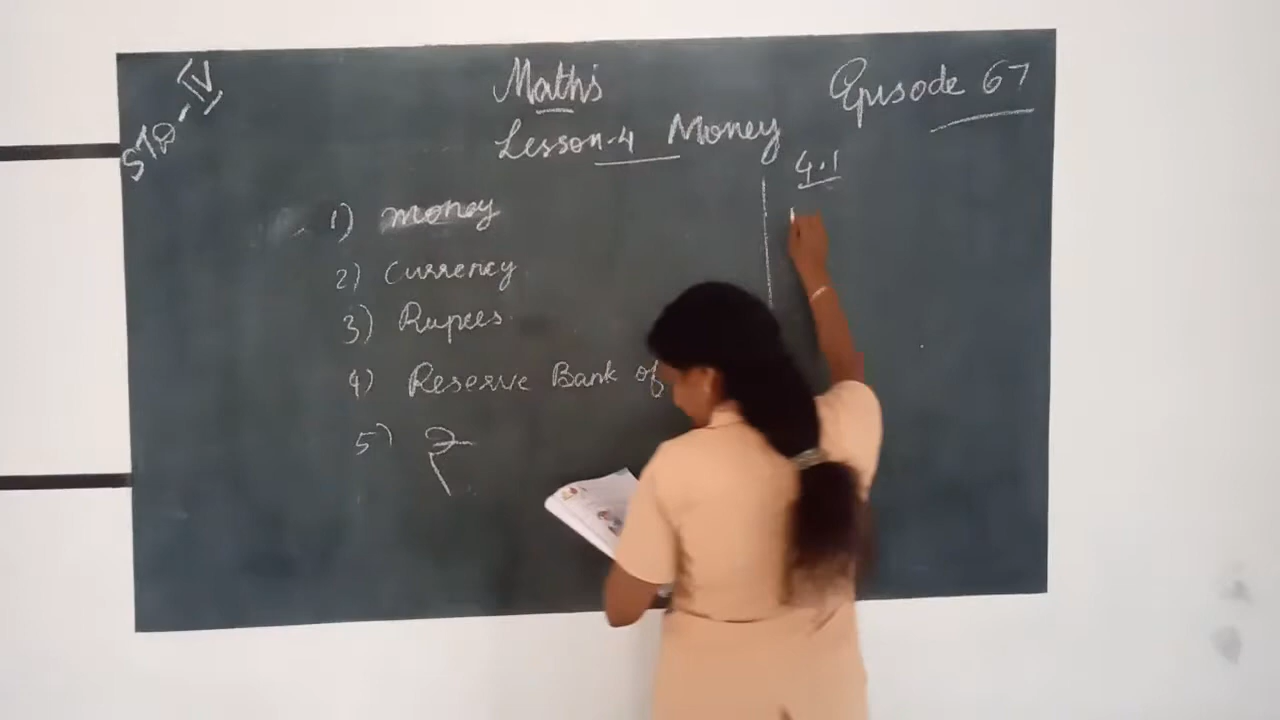 STD-IV
Maths
Episode 67
Lesson-4 Money
4.1
1) money
2) Currency
3) Rupees
4) Reserve Bank of
5) ₹